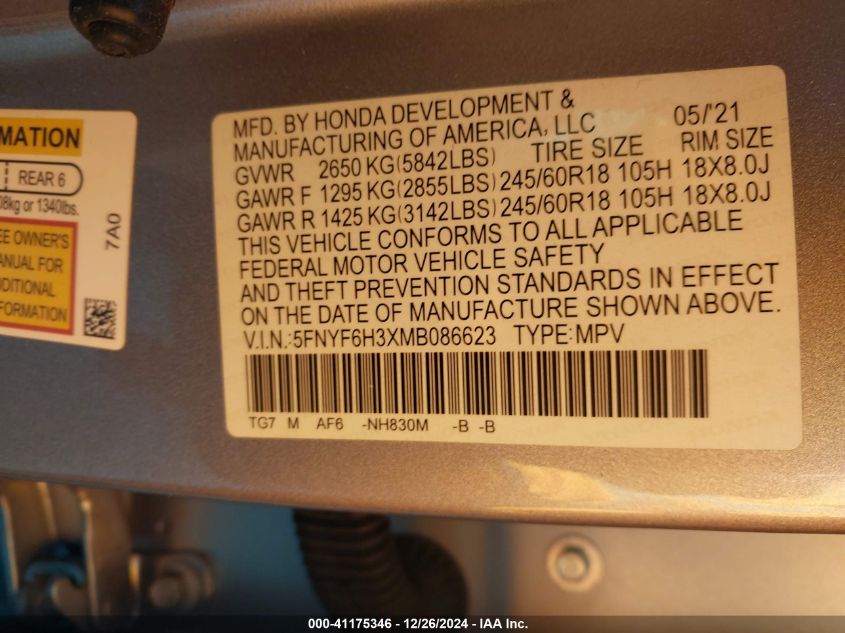 MATION
REAR 6
08kg or 1340lbs.
EE OWNER'S
ANUAL FOR
DDITIONAL
FORMATION
7A0
MFD. BY HONDA DEVELOPMENT &
MANUFACTURING OF AMERICA, LLC 05/'21
GVWR 2650 KG(5842LBS) TIRE SIZE RIM SIZE
GAWR F 1295 KG(2855LBS) 245/60R18 105H 18X8.0J
GAWR R 1425 KG(3142LBS) 245/60R18 105H 18X8.0J
THIS VEHICLE CONFORMS TO ALL APPLICABLE
FEDERAL MOTOR VEHICLE SAFETY
AND THEFT PREVENTION STANDARDS IN EFFECT
ON THE DATE OF MANUFACTURE SHOWN ABOVE.
V.I.N.:5FNYF6H3XMB086623 TYPE:MPV
TG7 M AF6 -NH830M -B -B
000-41175346 - 12/26/2024 - IAA Inc.